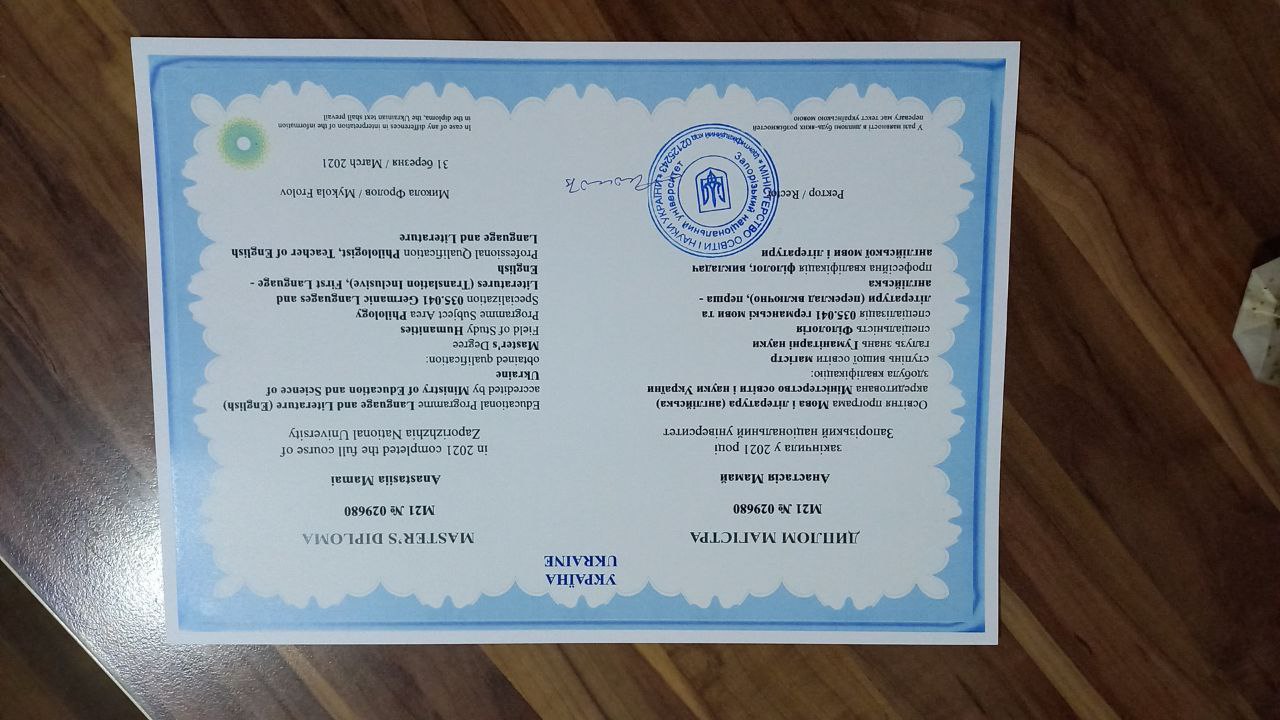 УКРАЇНА
UKRAINE
ДИПЛОМ МАГІСТРА
М21 № 029680
Анастасія Мамай
закінчила у 2021 році
Запорізький національний університет
Освітня програма Мова і література (англійська)
акредитована Міністерство освіти і науки України
здобула кваліфікацію:
ступінь вищої освіти магістр
галузь знань Гуманітарні науки
спеціальність Філологія
спеціалізація 035.041 германські мови та
літератури (переклад включно), перша -
англійська
професійна кваліфікація філолог, викладач
англійської мови і літератури
Ректор / Rector
У разі наявності в дипломі будь-яких розбіжностей
перевагу має текст українською мовою
MASTER'S DIPLOMA
M21 № 029680
Anastasiia Mamai
in 2021 completed the full course of
Zaporizhzhia National University
Educational Programme Language and Literature (English)
accredited by Ministry of Education and Science of
Ukraine
obtained qualification:
Master's Degree
Field of Study Humanities
Programme Subject Area Philology
Specialization 035.041 Germanic Languages and
Literatures (Translation Inclusive), First Language -
English
Professional Qualification Philologist, Teacher of English
Language and Literature
Микола Фролов / Mykola Frolov
31 березня / March 2021
In case of any differences in interpretation of the information
in the diploma, the Ukrainian text shall prevail
МІНІСТЕРСТВО ОСВІТИ І НАУКИ УКРАЇНИ
Ідентифікаційний код 02125243
Запорізький національний університет